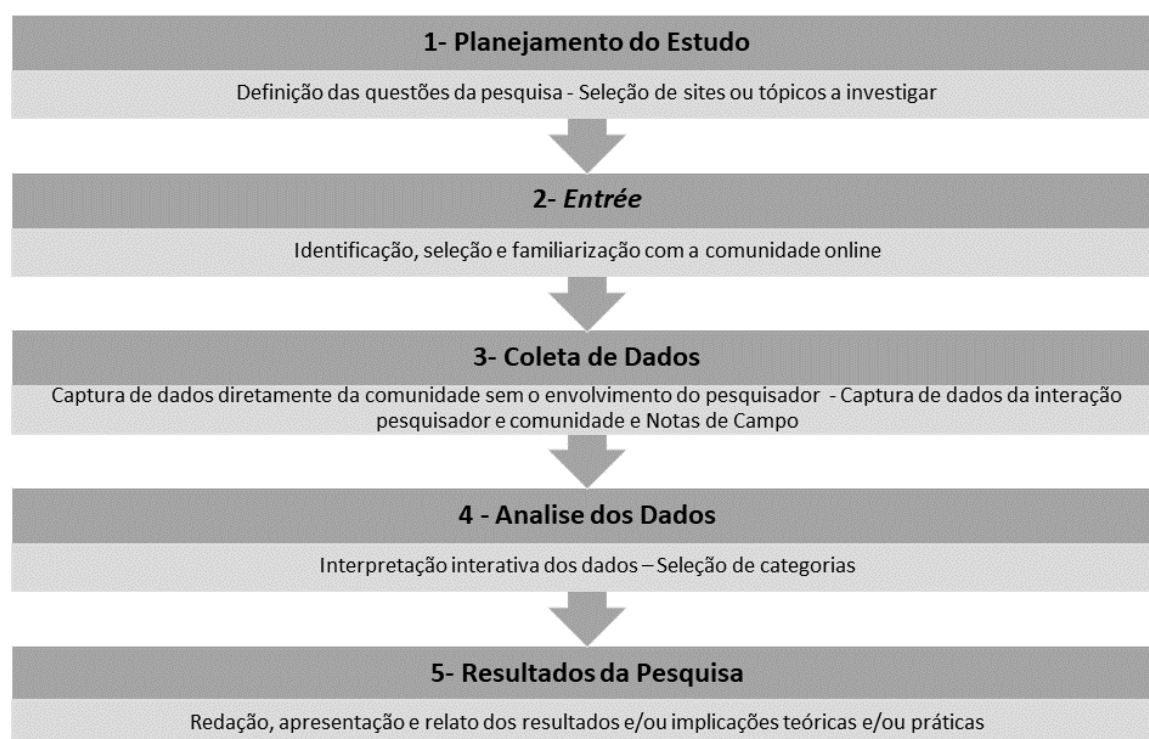 1- Planejamento do Estudo
Definição das questões da pesquisa - Seleção de sites ou tópicos a investigar
2- Entrée
Identificação, seleção e familiarização com a comunidade online
3- Coleta de Dados
Captura de dados diretamente da comunidade sem o envolvimento do pesquisador - Captura de dados da interação
pesquisador e comunidade e Notas de Campo
4 - Analise dos Dados
Interpretação interativa dos dados – Seleção de categorias
5- Resultados da Pesquisa
Redação, apresentação e relato dos resultados e/ou implicações teóricas e/ou práticas